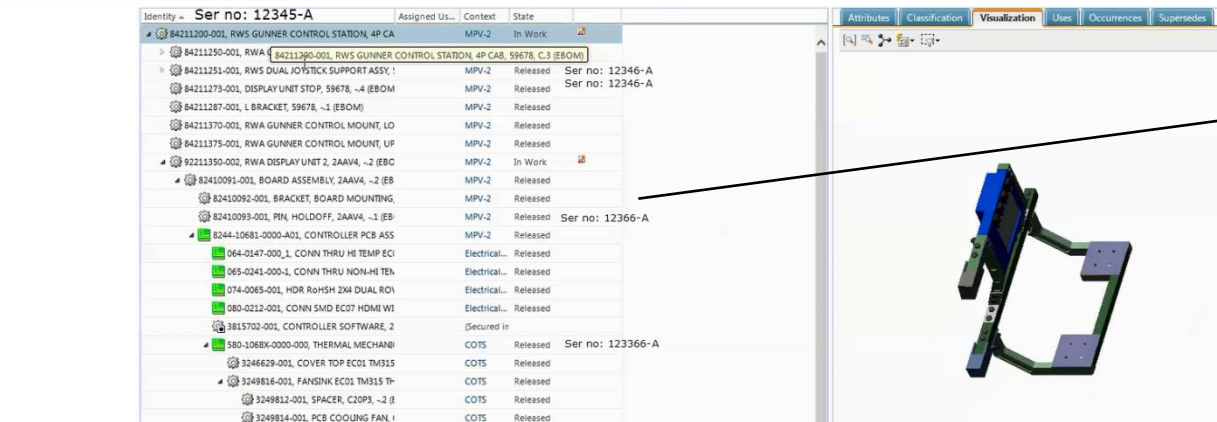 Identity Ser no: 12345-A Assigned Us... Context State
84211200-001, RWS GUNNER CONTROL STATION, 4P CA MPV-2 In Work
84211250-001, RWA MPV-2 Released
84211200-001, RWS GUNNER CONTROL STATION, 4P CAB, 59678, C.3 (EBOM)
84211251-001, RWS DUAL JOYSTICK SUPPORT ASSY, MPV-2 Released Ser no: 12346-A
84211273-001, DISPLAY UNIT STOP, 59678, -.4 (EBOM MPV-2 Released Ser no: 12346-A
84211287-001, L BRACKET, 59678, -.1 (EBOM) MPV-2 Released
84211370-001, RWA GUNNER CONTROL MOUNT, LO MPV-2 Released
84211375-001, RWA GUNNER CONTROL MOUNT, UP MPV-2 Released
92211350-002, RWA DISPLAY UNIT 2, 2AAV4, -.2 (EBC MPV-2 In Work
82410091-001, BOARD ASSEMBLY, 2AAV4, -.2 (EB MPV-2 Released
82410092-001, BRACKET, BOARD MOUNTING, MPV-2 Released
82410093-001, PIN, HOLDOFF, 2AAV4, -.1 (EB MPV-2 Released Ser no: 12366-A
8244-10681-0000-A01, CONTROLLER PCB ASS MPV-2 Released
064-0147-000_1, CONN THRU HI TEMP EC Electrical... Released
065-0241-000-1, CONN THRU NON-HI TEM Electrical... Released
074-0065-001, HDR RoHSH 2X4 DUAL ROV Electrical... Released
080-0212-001, CONN SMD EC07 HDMI WI Electrical... Released
3815702-001, CONTROLLER SOFTWARE, 2 (Secured in
580-1068X-0000-000, THERMAL MECHANI COTS Released Ser no: 123366-A
3246629-001, COVER TOP EC01 TM315 COTS Released
3249816-001, FANSINK EC01 TM315 TH COTS Released
3249812-001, SPACER, C20P3, -.2 (E COTS Released
3249814-001, PCB COOLING FAN, COTS Released
Attributes Classification Visualization Uses Occurrences Supersedes